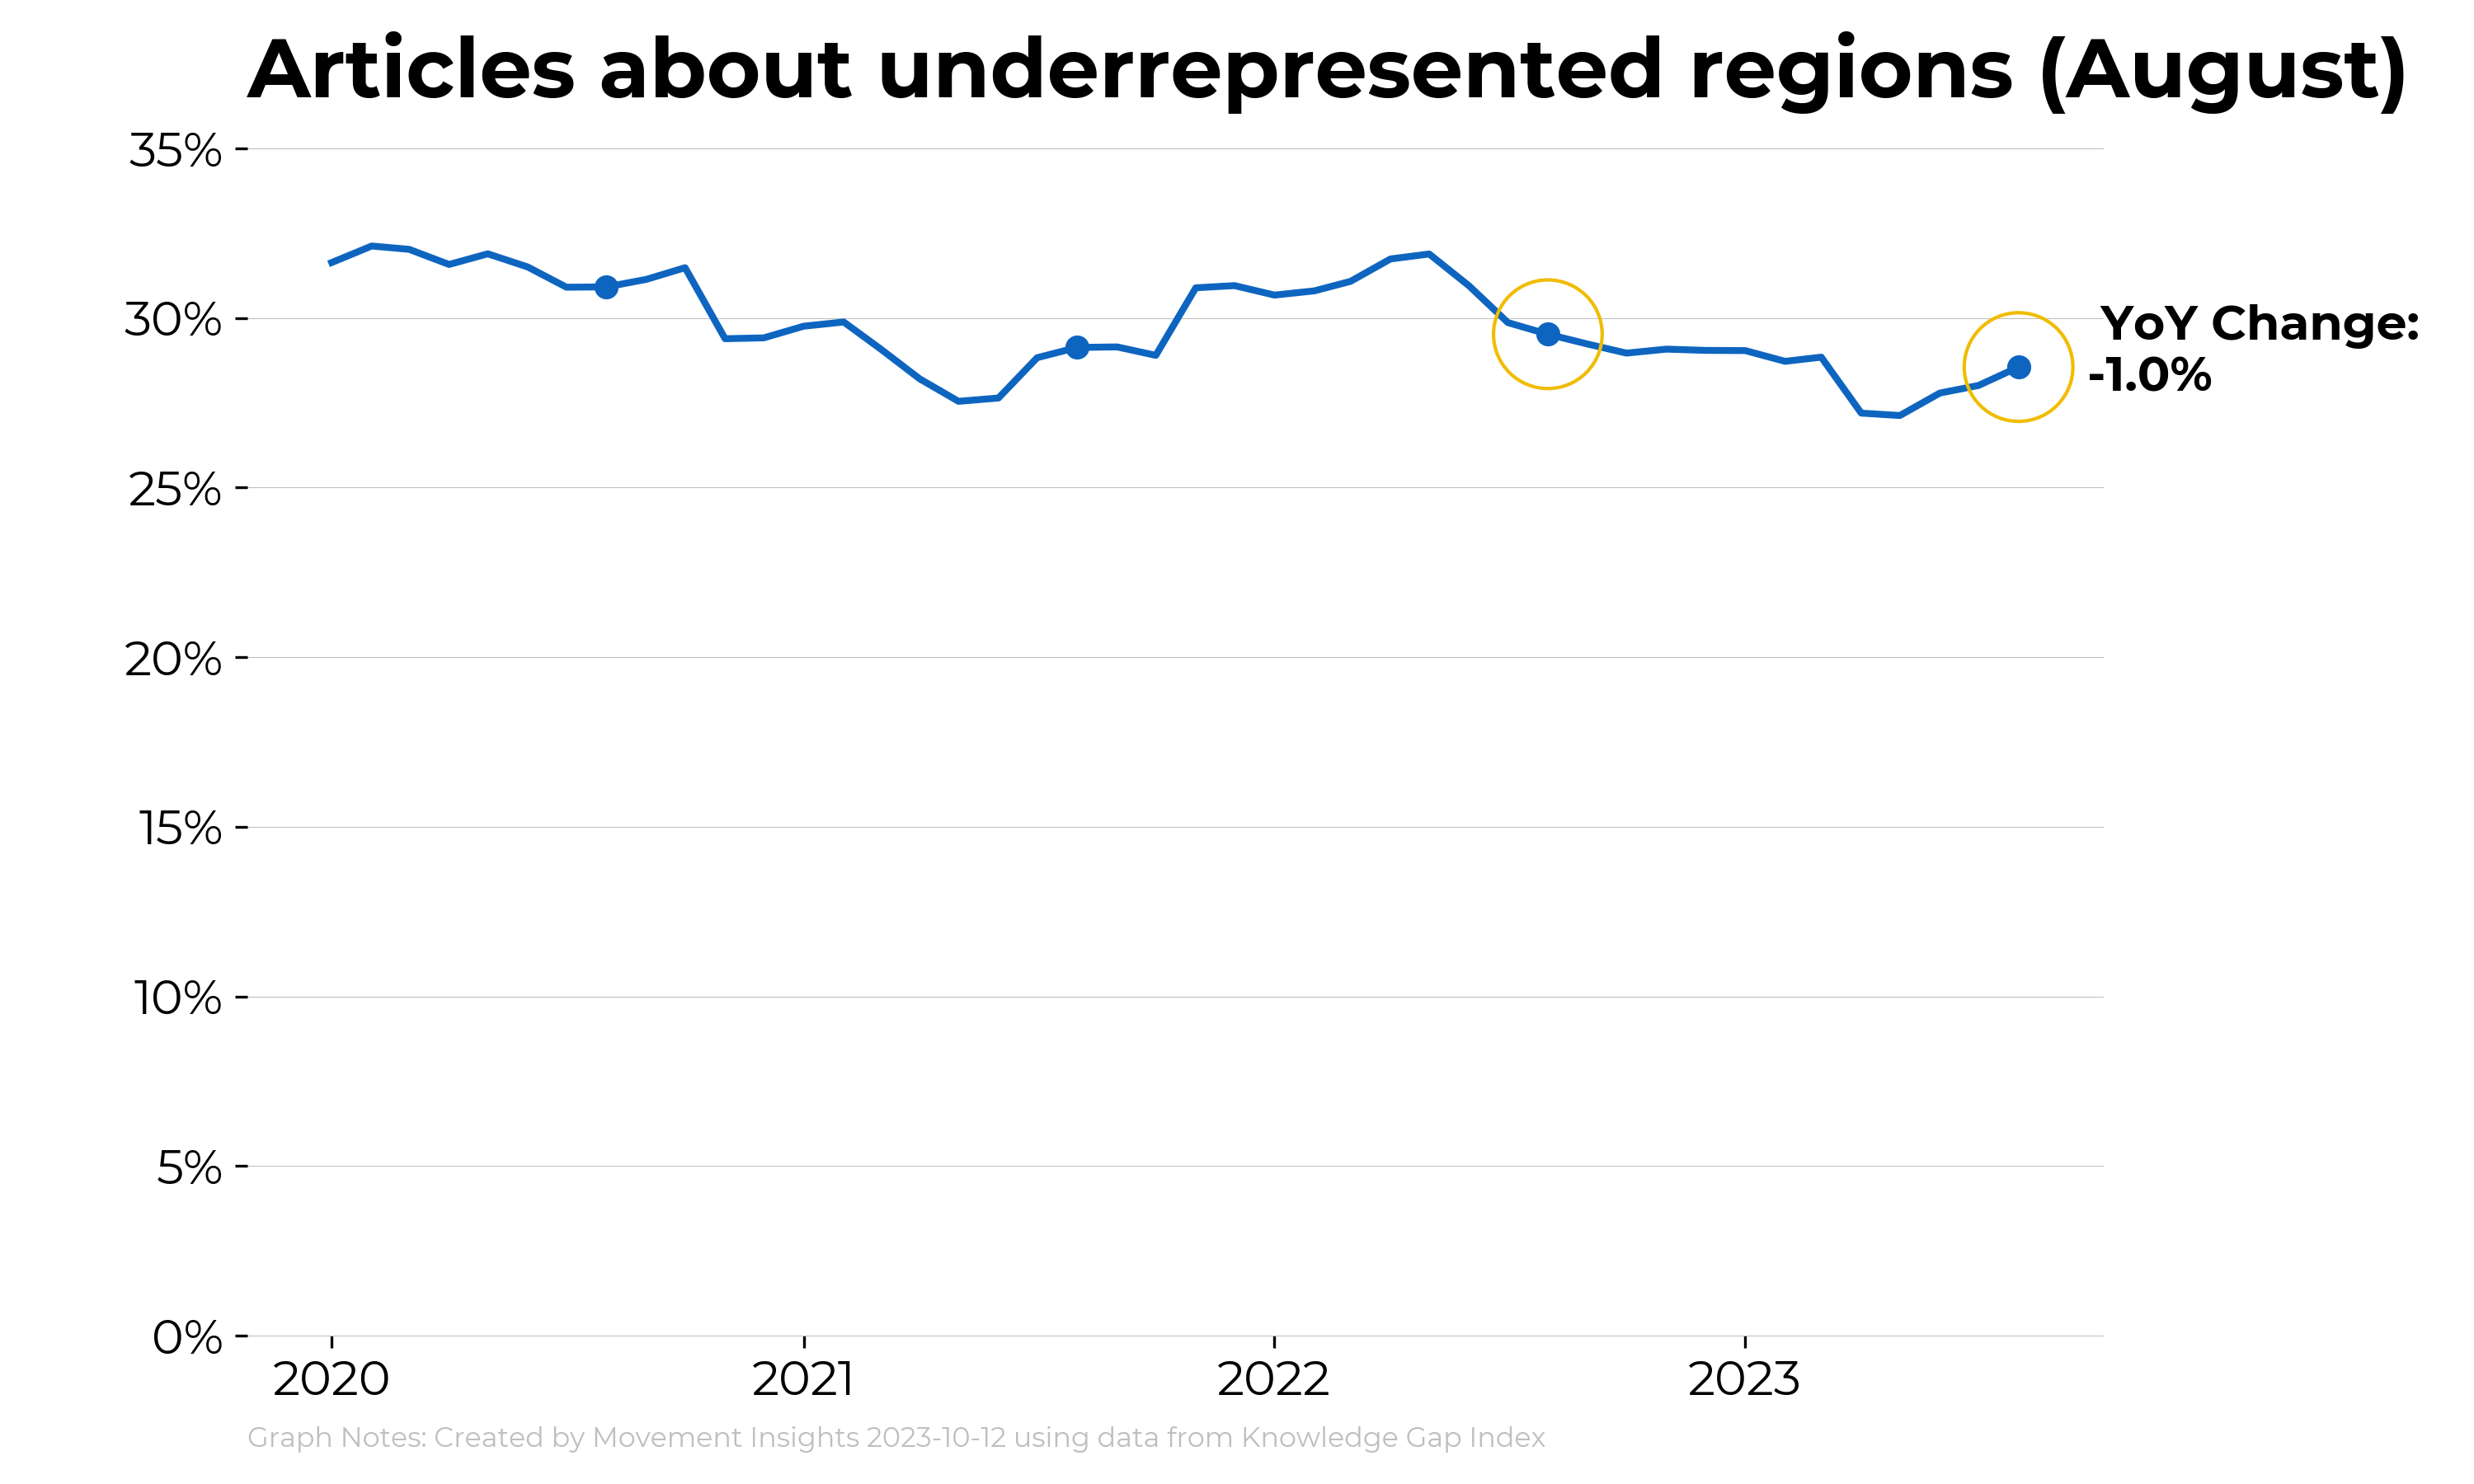 Articles about underrepresented regions (August)
35%
30%
25%
20%
15%
10%
5%
0%
YoY Change:
-1.0%
2020 2021 2022 2023
Graph Notes: Created by Movement Insights 2023-10-12 using data from Knowledge Gap Index